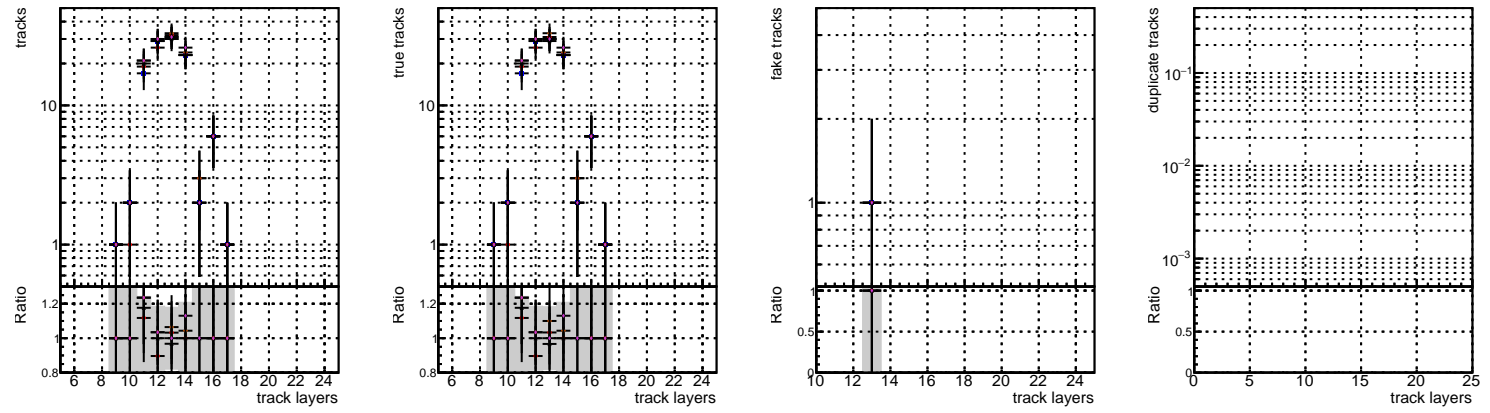 tracks
10
1
Ratio
1.2
1
0.8
6 8 10 12 14 16 18 20 22 24
track layers
true tracks
10
1
Ratio
1.2
1
0.8
6 8 10 12 14 16 18 20 22 24
track layers
fake tracks
1
Ratio
1
0.5
0
10 12 14 16 18 20 22 24
track layers
duplicate tracks
10⁻¹
10⁻²
10⁻³
Ratio
1
0.5
0
0 5 10 15 20 25
track layers